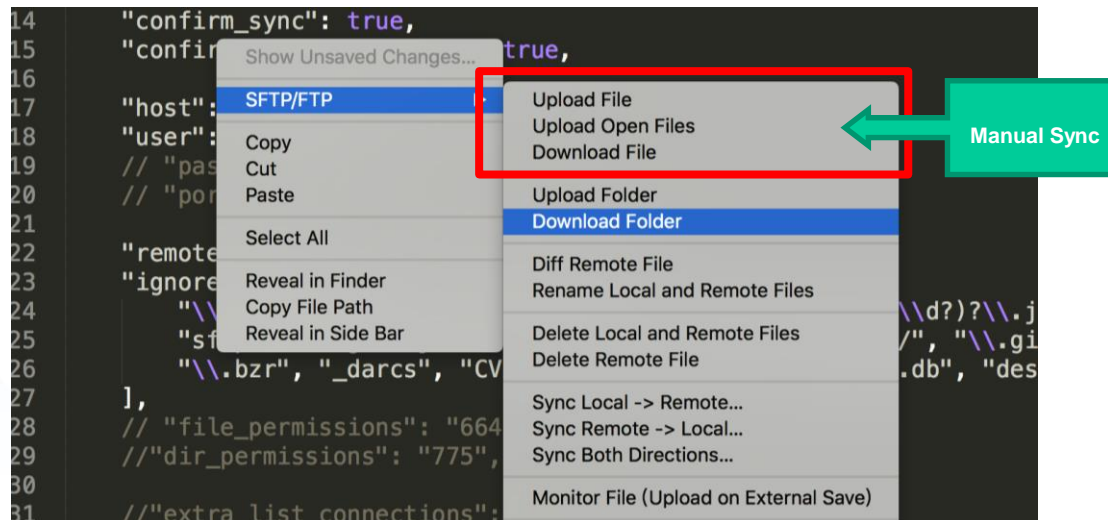 14 "confirm_sync": true,
15 "confir true,
16
17 "host":
18 "user":
19 // "pas
20 // "por
21
22 "remote
23 "ignore
24 "\\ \\d?)?\\.j
25 "sf /", "\\.gi
26 "\\.bzr", "_darcs", "CV .db", "des
27 ],
28 // "file_permissions": "664
29 //"dir_permissions": "775",
30
31 //"extra_list_connections":
Show Unsaved Changes...
SFTP/FTP
Copy
Cut
Paste
Select All
Reveal in Finder
Copy File Path
Reveal in Side Bar
Upload File
Upload Open Files
Download File
Upload Folder
Download Folder
Diff Remote File
Rename Local and Remote Files
Delete Local and Remote Files
Delete Remote File
Sync Local -> Remote...
Sync Remote -> Local...
Sync Both Directions...
Monitor File (Upload on External Save)
Manual Sync